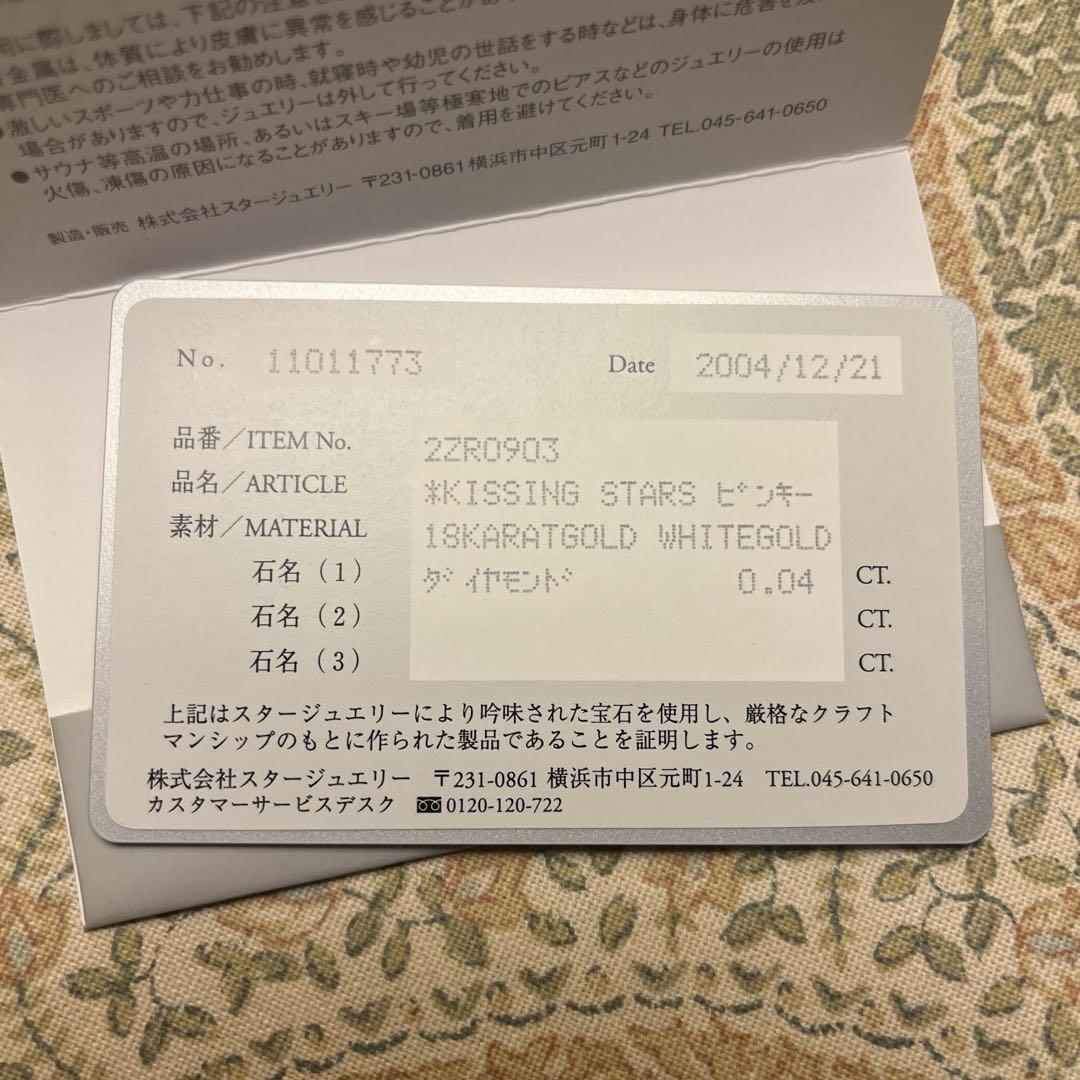 しましては、下記の注意
金属は、体質により皮膚に異常を感じることが
専門医へのご相談をお勧めします。
●激しいスポーツや力仕事の時、就寝時や幼児の世話をする時などは、身体に危害を
場合がありますので、ジュエリーは外して行ってください。
●サウナ等高温の場所、あるいはスキー場等極寒地でのピアスなどのジュエリーの使用は
火傷、凍傷の原因になることがありますので、着用を避けてください。
製造・販売 株式会社スタージュエリー 〒231-0861 横浜市中区元町1-24 TEL.045-641-0650
No. 11011773 Date 2004/12/21
品番/ITEM No. 2ZR0903
品名/ARTICLE *KISSING STARS ピンキー
素材/MATERIAL 18KARATGOLD WHITEGOLD
石名(1) ダイヤモンド 0.04 CT.
石名(2) CT.
石名(3) CT.
上記はスタージュエリーにより吟味された宝石を使用し、厳格なクラフト
マンシップのもとに作られた製品であることを証明します。
株式会社スタージュエリー 〒231-0861 横浜市中区元町1-24 TEL.045-641-0650
カスタマーサービスデスク 0120-120-722